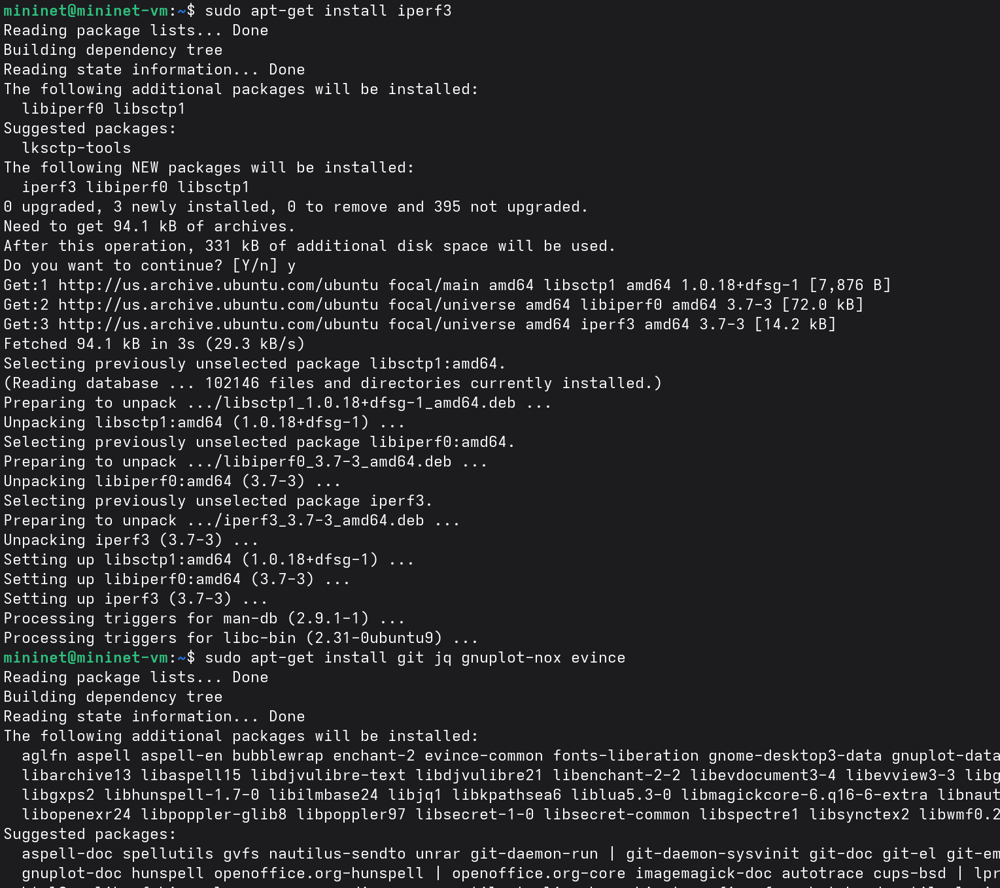 mininet@mininet-vm:~$ sudo apt-get install iperf3
Reading package lists... Done
Building dependency tree
Reading state information... Done
The following additional packages will be installed:
  libiperf0 libsctp1
Suggested packages:
  lksctp-tools
The following NEW packages will be installed:
  iperf3 libiperf0 libsctp1
0 upgraded, 3 newly installed, 0 to remove and 395 not upgraded.
Need to get 94.1 kB of archives.
After this operation, 331 kB of additional disk space will be used.
Do you want to continue? [Y/n] y
Get:1 http://us.archive.ubuntu.com/ubuntu focal/main amd64 libsctp1 amd64 1.0.18+dfsg-1 [7,876 B]
Get:2 http://us.archive.ubuntu.com/ubuntu focal/universe amd64 libiperf0 amd64 3.7-3 [72.0 kB]
Get:3 http://us.archive.ubuntu.com/ubuntu focal/universe amd64 iperf3 amd64 3.7-3 [14.2 kB]
Fetched 94.1 kB in 3s (29.3 kB/s)
Selecting previously unselected package libsctp1:amd64.
(Reading database ... 102146 files and directories currently installed.)
Preparing to unpack .../libsctp1_1.0.18+dfsg-1_amd64.deb ...
Unpacking libsctp1:amd64 (1.0.18+dfsg-1) ...
Selecting previously unselected package libiperf0:amd64.
Preparing to unpack .../libiperf0_3.7-3_amd64.deb ...
Unpacking libiperf0:amd64 (3.7-3) ...
Selecting previously unselected package iperf3.
Preparing to unpack .../iperf3_3.7-3_amd64.deb ...
Unpacking iperf3 (3.7-3) ...
Setting up libsctp1:amd64 (1.0.18+dfsg-1) ...
Setting up libiperf0:amd64 (3.7-3) ...
Setting up iperf3 (3.7-3) ...
Processing triggers for man-db (2.9.1-1) ...
Processing triggers for libc-bin (2.31-0ubuntu9) ...
mininet@mininet-vm:~$ sudo apt-get install git jq gnuplot-nox evince
Reading package lists... Done
Building dependency tree
Reading state information... Done
The following additional packages will be installed:
  aglfn aspell aspell-en bubblewrap enchant-2 evince-common fonts-liberation gnome-desktop3-data gnuplot-data
  libarchive13 libaspell15 libdjvulibre-text libdjvulibre21 libenchant-2-2 libevdocument3-4 libevview3-3 libg
  libgxps2 libhunspell-1.7-0 libilmbase24 libjq1 libkpathsea6 liblua5.3-0 libmagickcore-6.q16-6-extra libnaut
  libopenexr24 libpoppler-glib8 libpoppler97 libsecret-1-0 libsecret-common libspectre1 libsynctex2 libwmf0.2
Suggested packages:
  aspell-doc spellutils gvfs nautilus-sendto unrar git-daemon-run | git-daemon-sysvinit git-doc git-el git-em
  gnuplot-doc hunspell openoffice.org-hunspell | openoffice.org-core imagemagick-doc autotrace cups-bsd | lpr